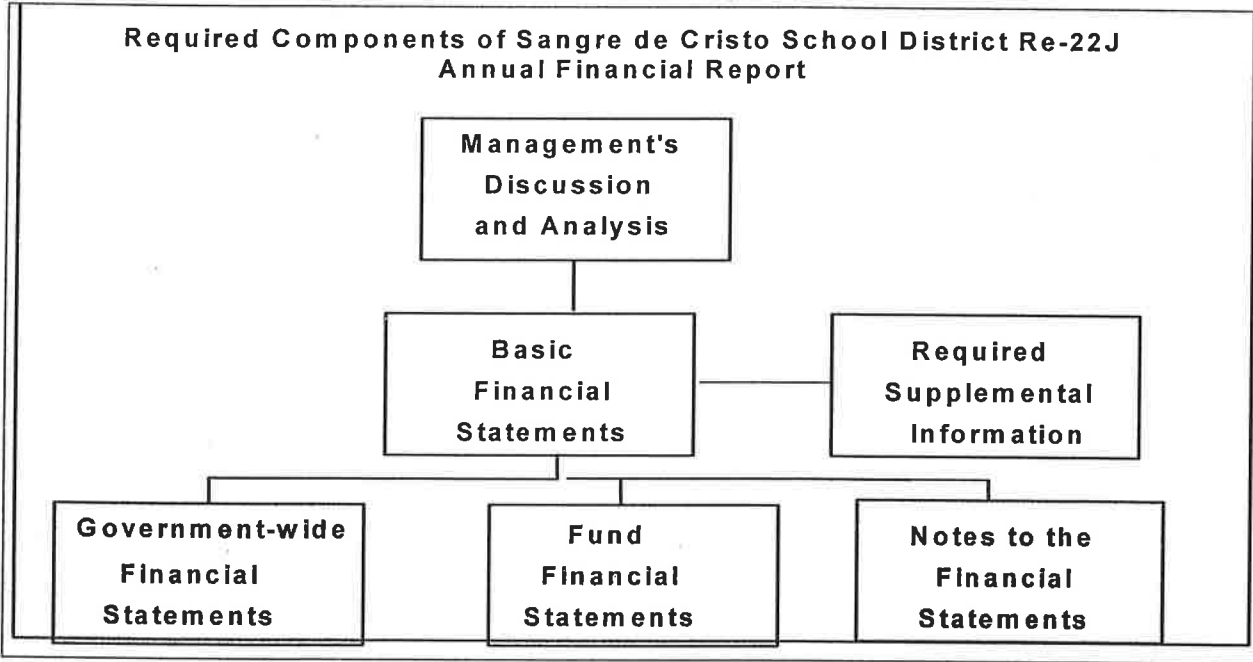 Required Components of Sangre de Cristo School District Re-22J
Annual Financial Report
Management's
Discussion
and Analysis
Basic
Financial
Statements
Required
Supplemental
Information
Government-wide
Financial
Statements
Fund
Financial
Statements
Notes to the
Financial
Statements